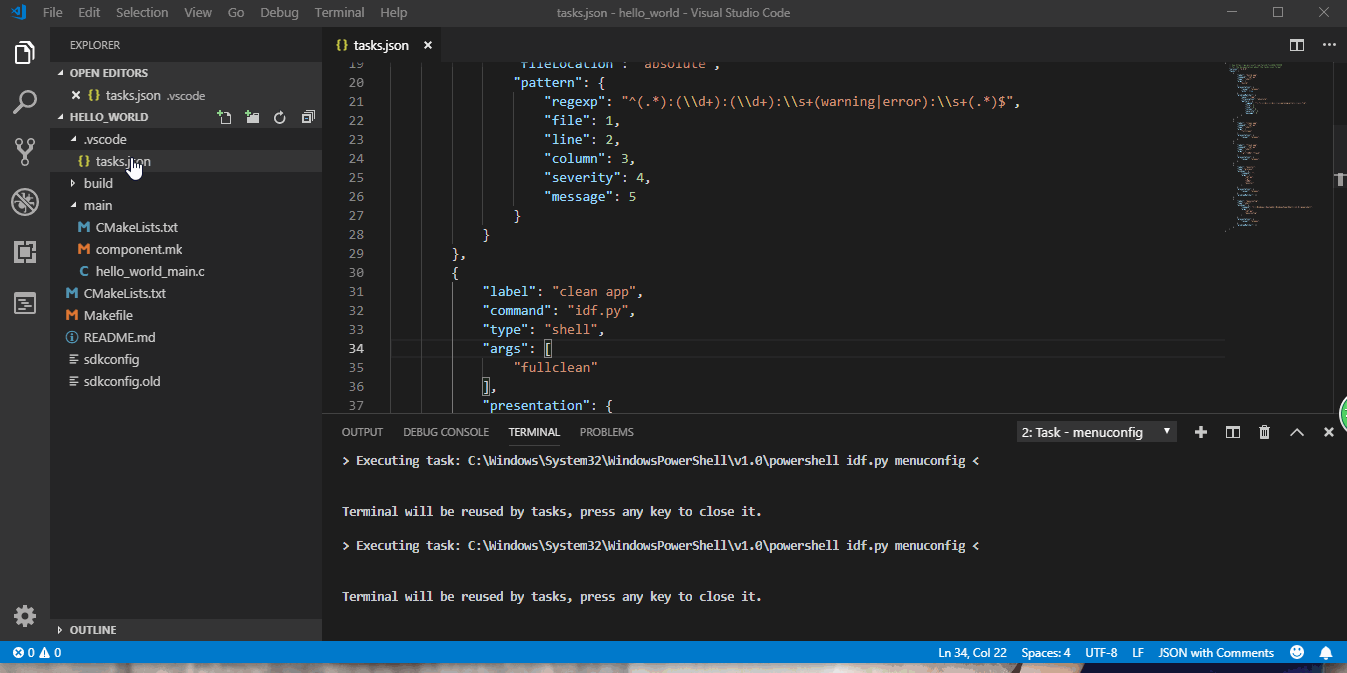 File Edit Selection View Go Debug Terminal Help
tasks.json - hello_world - Visual Studio Code
EXPLORER
OPEN EDITORS
tasks.json .vscode
HELLO_WORLD
.vscode
{} tasks.json
build
main
M CMakeLists.txt
M component.mk
C hello_world_main.c
M CMakeLists.txt
M Makefile
README.md
sdkconfig
sdkconfig.old
OUTLINE
{} tasks.json
19 "fileLocation": "absolute",
20 "pattern": {
21 "regexp": "^(.*):(\\d+):(\\d+):\\s+(warning|error):\\s+(.*)$",
22 "file": 1,
23 "line": 2,
24 "column": 3,
25 "severity": 4,
26 "message": 5
27 }
28 }
29 },
30 {
31 "label": "clean app",
32 "command": "idf.py",
33 "type": "shell",
34 "args": [
35 "fullclean"
36 ],
37 "presentation": {
OUTPUT DEBUG CONSOLE TERMINAL PROBLEMS
2: Task - menuconfig
> Executing task: C:\Windows\System32\WindowsPowerShell\v1.0\powershell idf.py menuconfig <
Terminal will be reused by tasks, press any key to close it.
> Executing task: C:\Windows\System32\WindowsPowerShell\v1.0\powershell idf.py menuconfig <
Terminal will be reused by tasks, press any key to close it.
0 0
Ln 34, Col 22 Spaces: 4 UTF-8 LF JSON with Comments